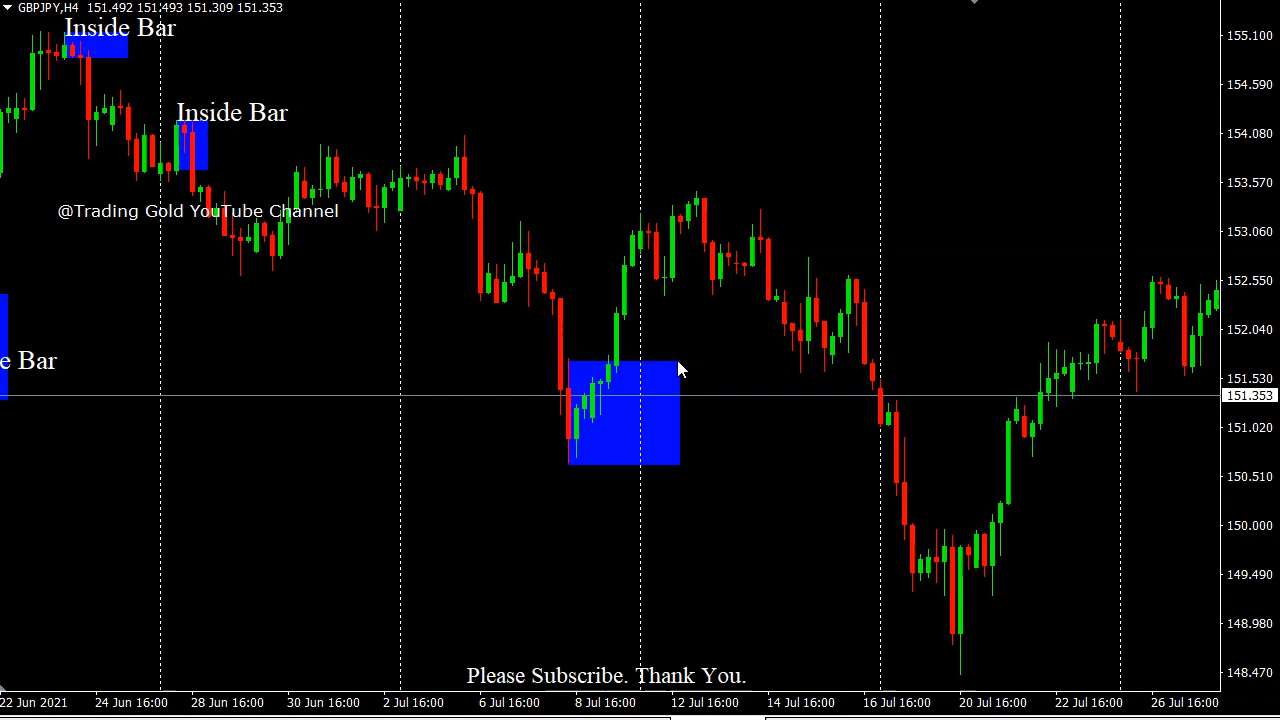 GBPJPY,H4 151.492 151.493 151.309 151.353
Inside Bar
155.100
154.590
Inside Bar
154.080
153.570
@Trading Gold YouTube Channel
153.060
152.550
152.040
e Bar
151.530
151.353
151.020
150.510
150.000
149.490
148.980
Please Subscribe. Thank You.
148.470
22 Jun 2021 24 Jun 16:00 28 Jun 16:00 30 Jun 16:00 2 Jul 16:00 6 Jul 16:00 8 Jul 16:00 12 Jul 16:00 14 Jul 16:00 16 Jul 16:00 20 Jul 16:00 22 Jul 16:00 26 Jul 16:00